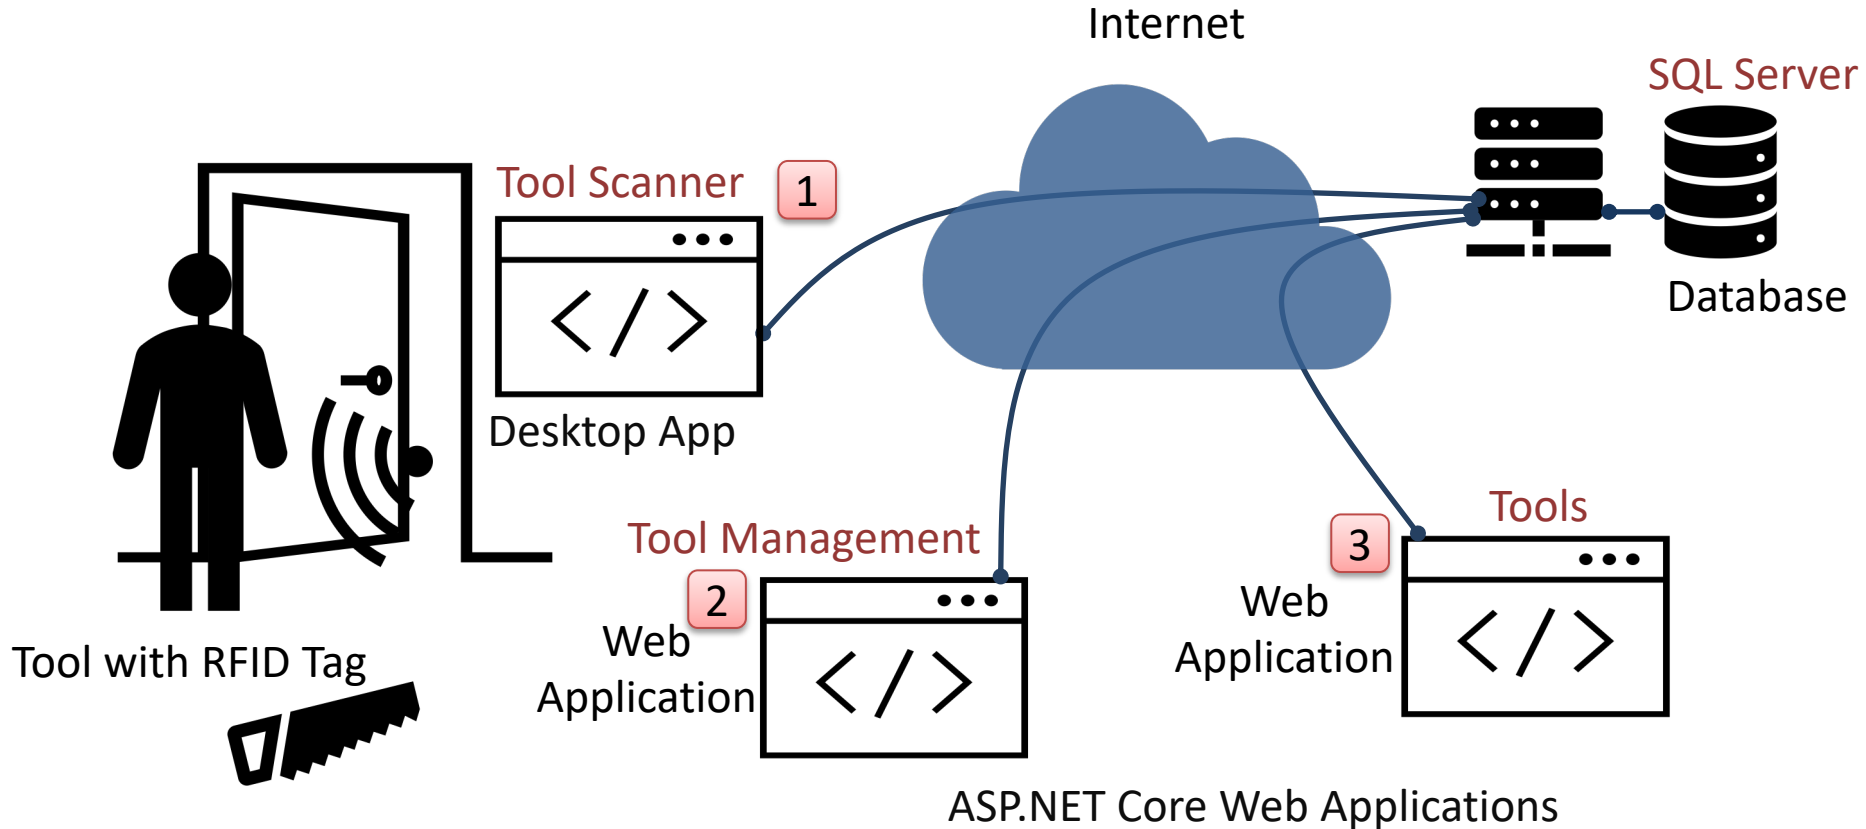 Internet
SQL Server
Tool Scanner
1
</>
Desktop App
Database
Tool Management
2
Web
Application
</>
Tools
3
Web
Application
</>
Tool with RFID Tag
ASP.NET Core Web Applications